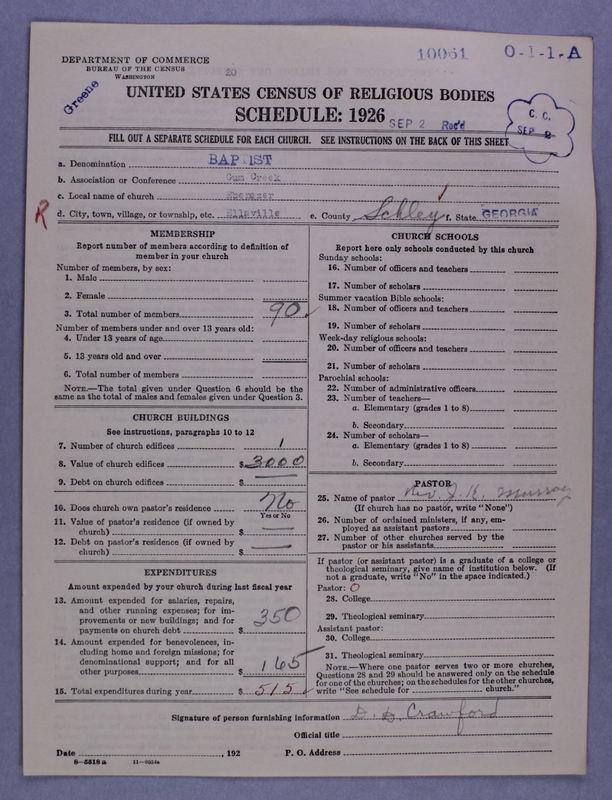 DEPARTMENT OF COMMERCE
BUREAU OF THE CENSUS
WASHINGTON
20
10061
O-1-1-A
Greene
UNITED STATES CENSUS OF RELIGIOUS BODIES
SCHEDULE: 1926
SEP 2 Rec'd
C. C.
SEP 2
FILL OUT A SEPARATE SCHEDULE FOR EACH CHURCH. SEE INSTRUCTIONS ON THE BACK OF THIS SHEET
a. Denomination BAPTIST
b. Association or Conference Gum Creek
c. Local name of church Ebenezer
R d. City, town, village, or township, etc. Ellaville e. County Schley f. State GEORGIA
MEMBERSHIP
Report number of members according to definition of
member in your church
Number of members, by sex:
1. Male
2. Female
3. Total number of members 90
Number of members under and over 13 years old:
4. Under 13 years of age
5. 13 years old and over
6. Total number of members
NOTE.—The total given under Question 6 should be the
same as the total of males and females given under Question 3.
CHURCH BUILDINGS
See instructions, paragraphs 10 to 12
7. Number of church edifices 1
8. Value of church edifices $ 3000
9. Debt on church edifices $ —
10. Does church own pastor's residence No
Yes or No
11. Value of pastor's residence (if owned by
church) $ —
12. Debt on pastor's residence (if owned by
church) $ —
EXPENDITURES
Amount expended by your church during last fiscal year
13. Amount expended for salaries, repairs,
and other running expenses; for im-
provements or new buildings; and for
payments on church debt $ 350
14. Amount expended for benevolences, in-
cluding home and foreign missions; for
denominational support; and for all
other purposes $ 165
15. Total expenditures during year $ 515
CHURCH SCHOOLS
Report here only schools conducted by this church
Sunday schools:
16. Number of officers and teachers
17. Number of scholars
Summer vacation Bible schools:
18. Number of officers and teachers
19. Number of scholars
Week-day religious schools:
20. Number of officers and teachers
21. Number of scholars
Parochial schools:
22. Number of administrative officers
23. Number of teachers—
a. Elementary (grades 1 to 8)
b. Secondary
24. Number of scholars—
a. Elementary (grades 1 to 8)
b. Secondary
PASTOR
25. Name of pastor Rev. J. H. Murray
(If church has no pastor, write "None")
26. Number of ordained ministers, if any, em-
ployed as assistant pastors
27. Number of other churches served by the
pastor or his assistants
If pastor (or assistant pastor) is a graduate of a college or
theological seminary, give name of institution below. (If
not a graduate, write "No" in the space indicated.)
Pastor: O
28. College
29. Theological seminary
Assistant pastor:
30. College
31. Theological seminary
NOTE.—Where one pastor serves two or more churches,
Questions 28 and 29 should be answered only on the schedule
for one of the churches; on the schedules for the other churches,
write "See schedule for church."
Signature of person furnishing information D. D. Crawford
Official title
Date , 192 P. O. Address
8-5518a